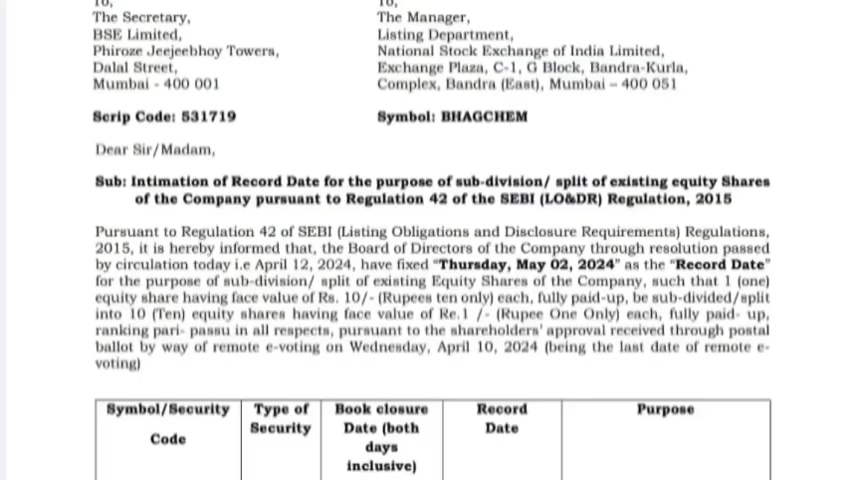 To,
The Secretary,
BSE Limited,
Phiroze Jeejeebhoy Towers,
Dalal Street,
Mumbai - 400 001
Scrip Code: 531719
To,
The Manager,
Listing Department,
National Stock Exchange of India Limited,
Exchange Plaza, C-1, G Block, Bandra-Kurla,
Complex, Bandra (East), Mumbai – 400 051
Symbol: BHAGCHEM
Dear Sir/Madam,
Sub: Intimation of Record Date for the purpose of sub-division/ split of existing equity Shares
of the Company pursuant to Regulation 42 of the SEBI (LO&DR) Regulation, 2015
Pursuant to Regulation 42 of SEBI (Listing Obligations and Disclosure Requirements) Regulations,
2015, it is hereby informed that, the Board of Directors of the Company through resolution passed
by circulation today i.e April 12, 2024, have fixed “Thursday, May 02, 2024” as the “Record Date”
for the purpose of sub-division/ split of existing Equity Shares of the Company, such that 1 (one)
equity share having face value of Rs. 10/- (Rupees ten only) each, fully paid-up, be sub-divided/split
into 10 (Ten) equity shares having face value of Re.1 /- (Rupee One Only) each, fully paid- up,
ranking pari- passu in all respects, pursuant to the shareholders' approval received through postal
ballot by way of remote e-voting on Wednesday, April 10, 2024 (being the last date of remote e-
voting)
Symbol/Security
Code
Type of
Security
Book closure
Date (both
days
inclusive)
Record
Date
Purpose